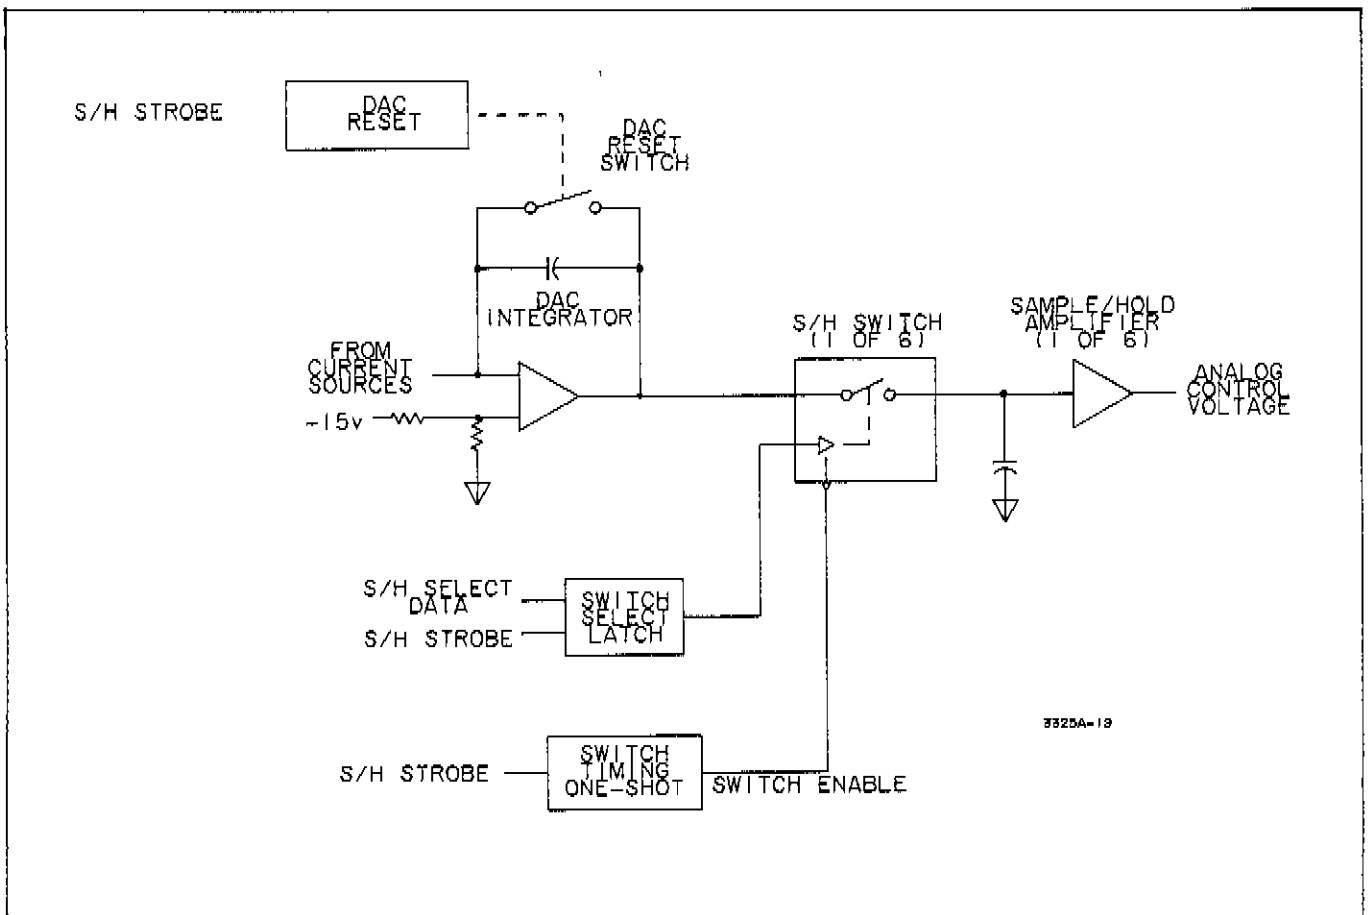 S/H STROBE
DAC
RESET
DAC
RESET
SWITCH
DAC
INTEGRATOR
FROM
CURRENT
SOURCES
-15v
S/H SWITCH
(1 OF 6)
SAMPLE/HOLD
AMPLIFIER
(1 OF 6)
ANALOG
CONTROL
VOLTAGE
S/H SELECT
DATA
S/H STROBE
SWITCH
SELECT
LATCH
3325A-19
S/H STROBE
SWITCH
TIMING
ONE-SHOT
SWITCH ENABLE